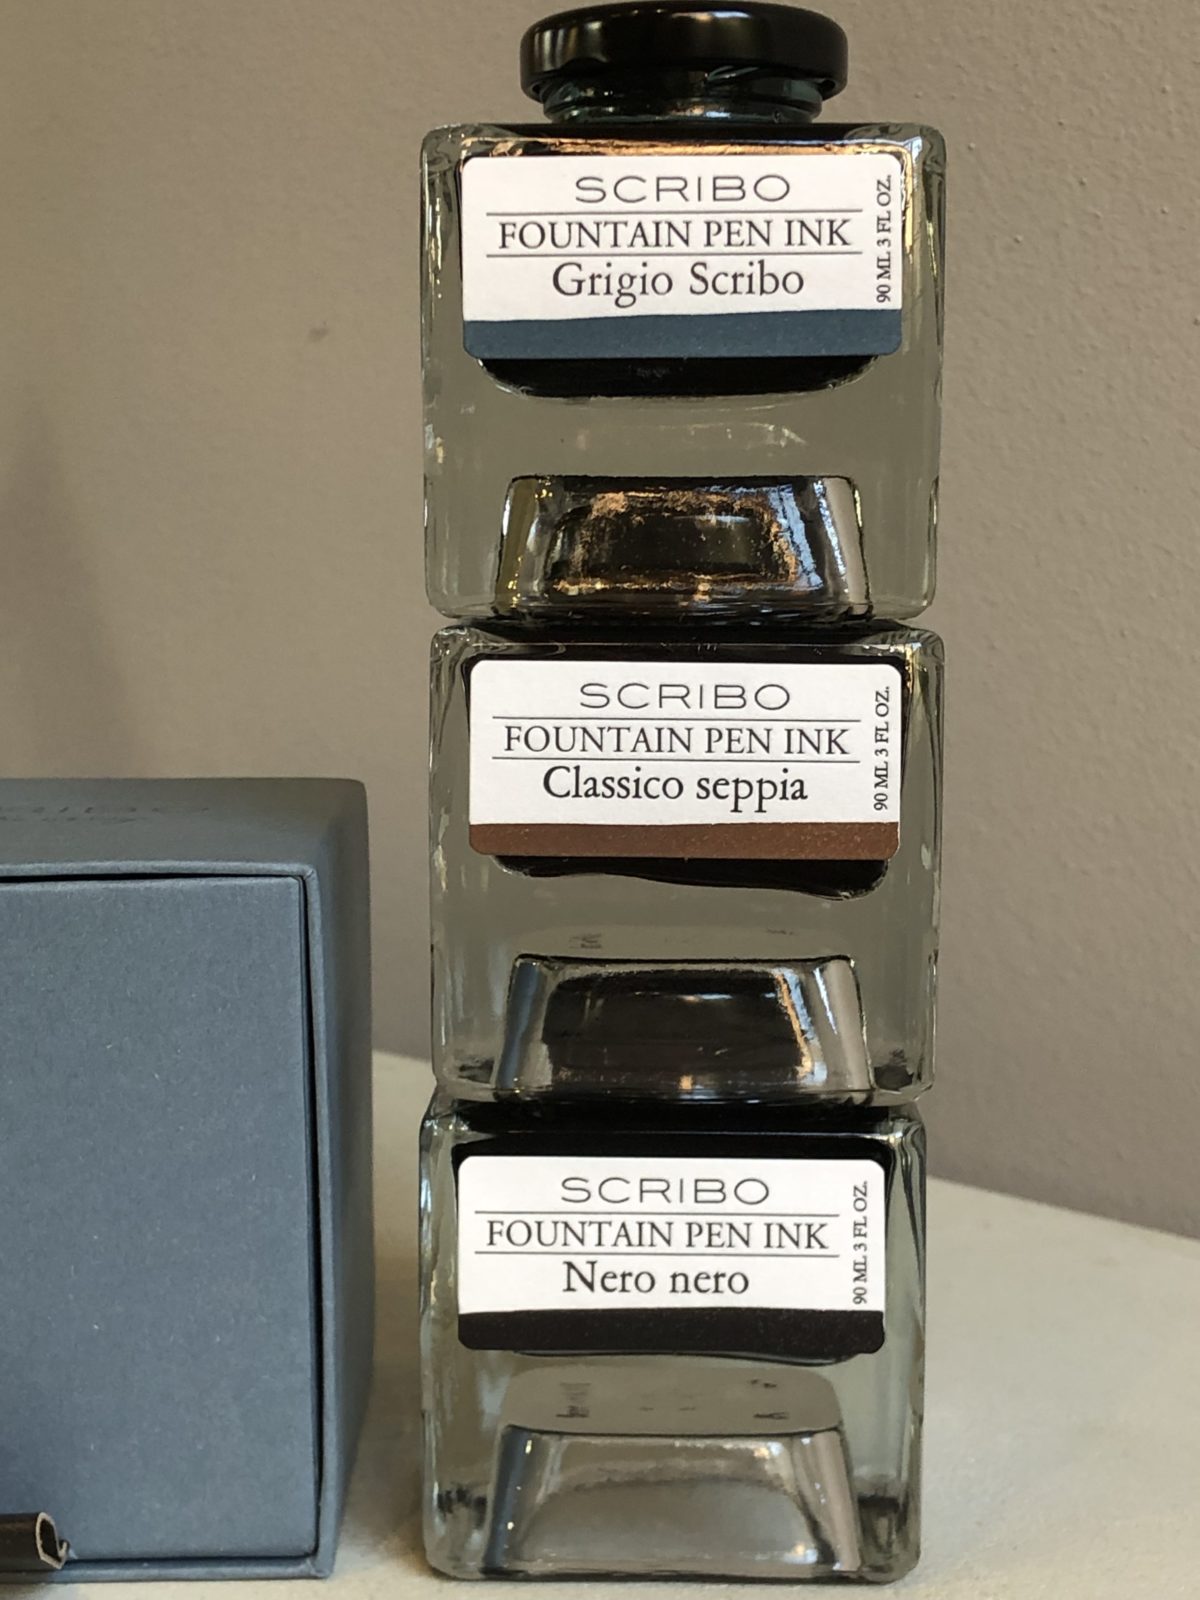 SCRIBO
FOUNTAIN PEN INK
Grigio Scribo
90 ML 3 FL OZ.
SCRIBO
FOUNTAIN PEN INK
Classico seppia
90 ML 3 FL OZ.
SCRIBO
FOUNTAIN PEN INK
Nero nero
90 ML 3 FL OZ.